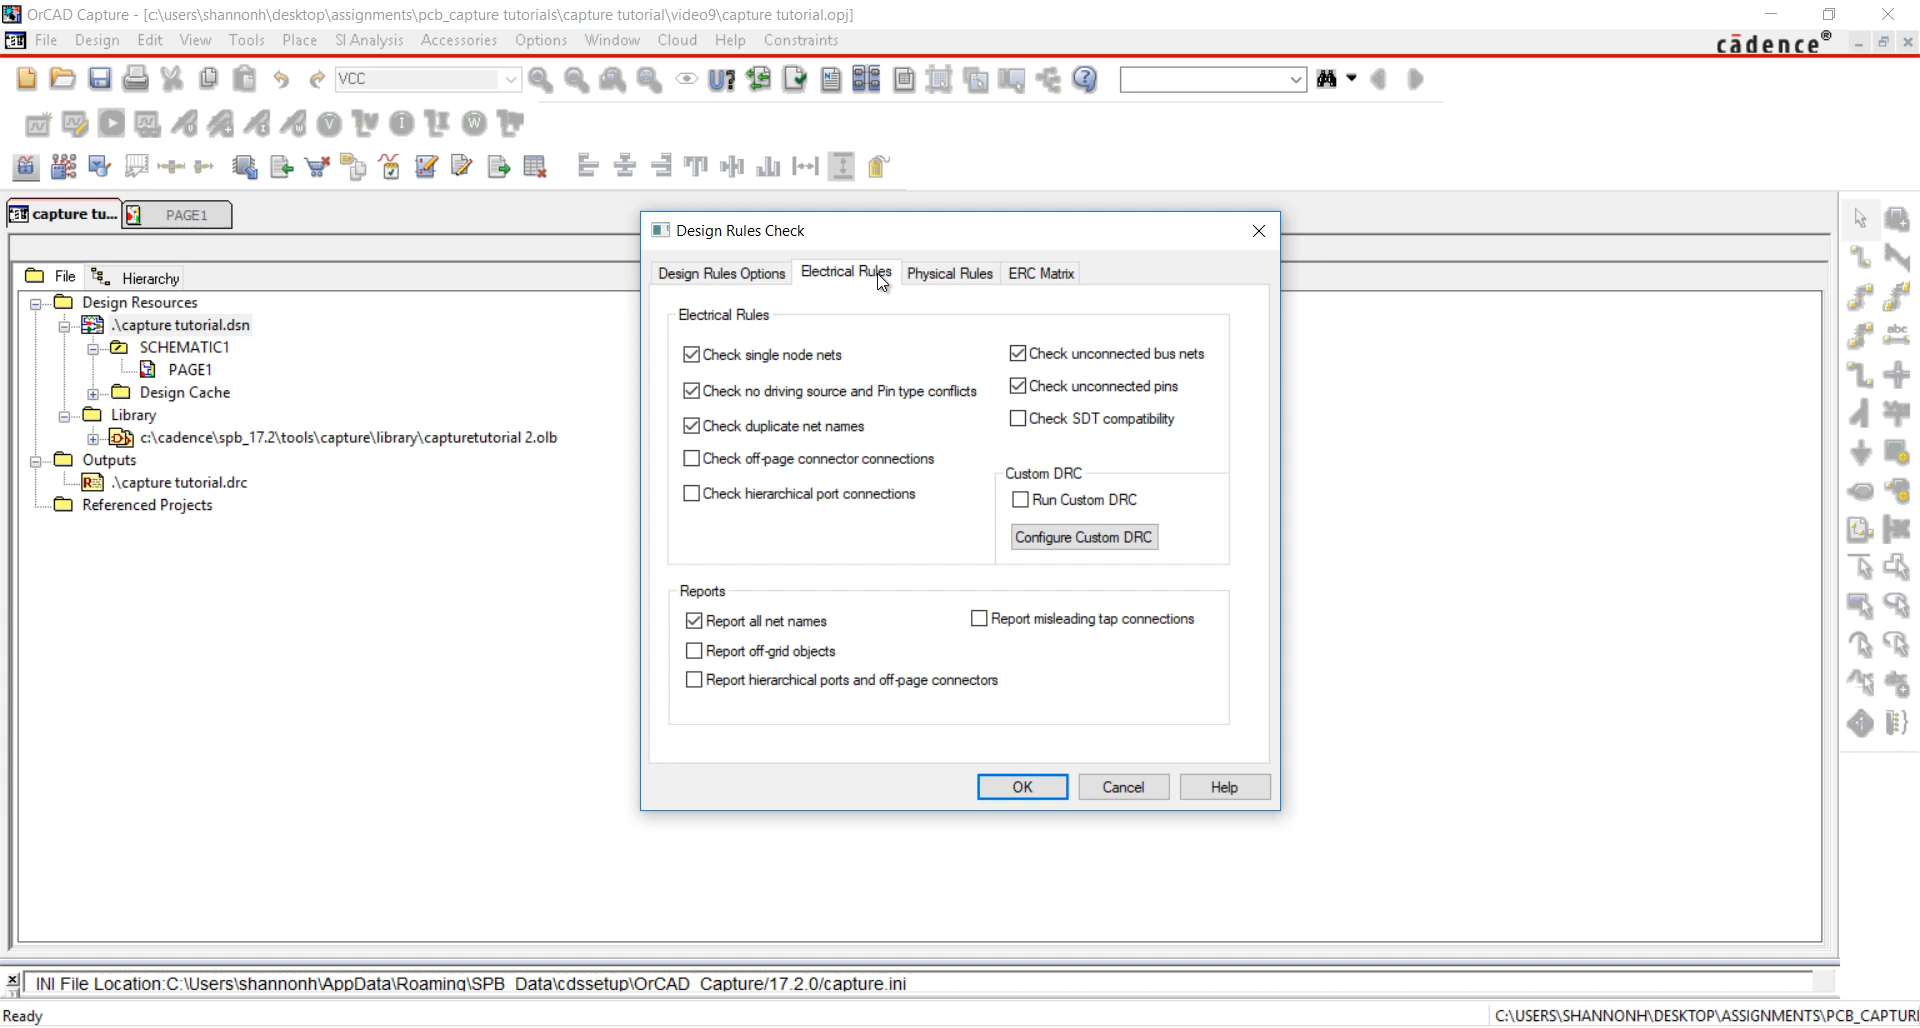 OrCAD Capture - [c:\users\shannonh\desktop\assignments\pcb_capture tutorials\capture tutorial\video9\capture tutorial.opj]
File Design Edit View Tools Place SI Analysis Accessories Options Window Cloud Help Constraints
cādence®
VCC
capture tu...
PAGE1
File
Hierarchy
Design Resources
.\capture tutorial.dsn
SCHEMATIC1
PAGE1
Design Cache
Library
c:\cadence\spb_17.2\tools\capture\library\capturetutorial 2.olb
Outputs
.\capture tutorial.drc
Referenced Projects
Design Rules Check
Design Rules Options Electrical Rules Physical Rules ERC Matrix
Electrical Rules
Check single node nets
Check no driving source and Pin type conflicts
Check duplicate net names
Check off-page connector connections
Check hierarchical port connections
Check unconnected bus nets
Check unconnected pins
Check SDT compatibility
Custom DRC
Run Custom DRC
Configure Custom DRC
Reports
Report all net names
Report off-grid objects
Report hierarchical ports and off-page connectors
Report misleading tap connections
OK Cancel Help
INI File Location:C:\Users\shannonh\AppData\Roaming\SPB_Data\cdssetup\OrCAD_Capture/17.2.0/capture.ini
Ready
C:\USERS\SHANNONH\DESKTOP\ASSIGNMENTS\PCB_CAPTURI